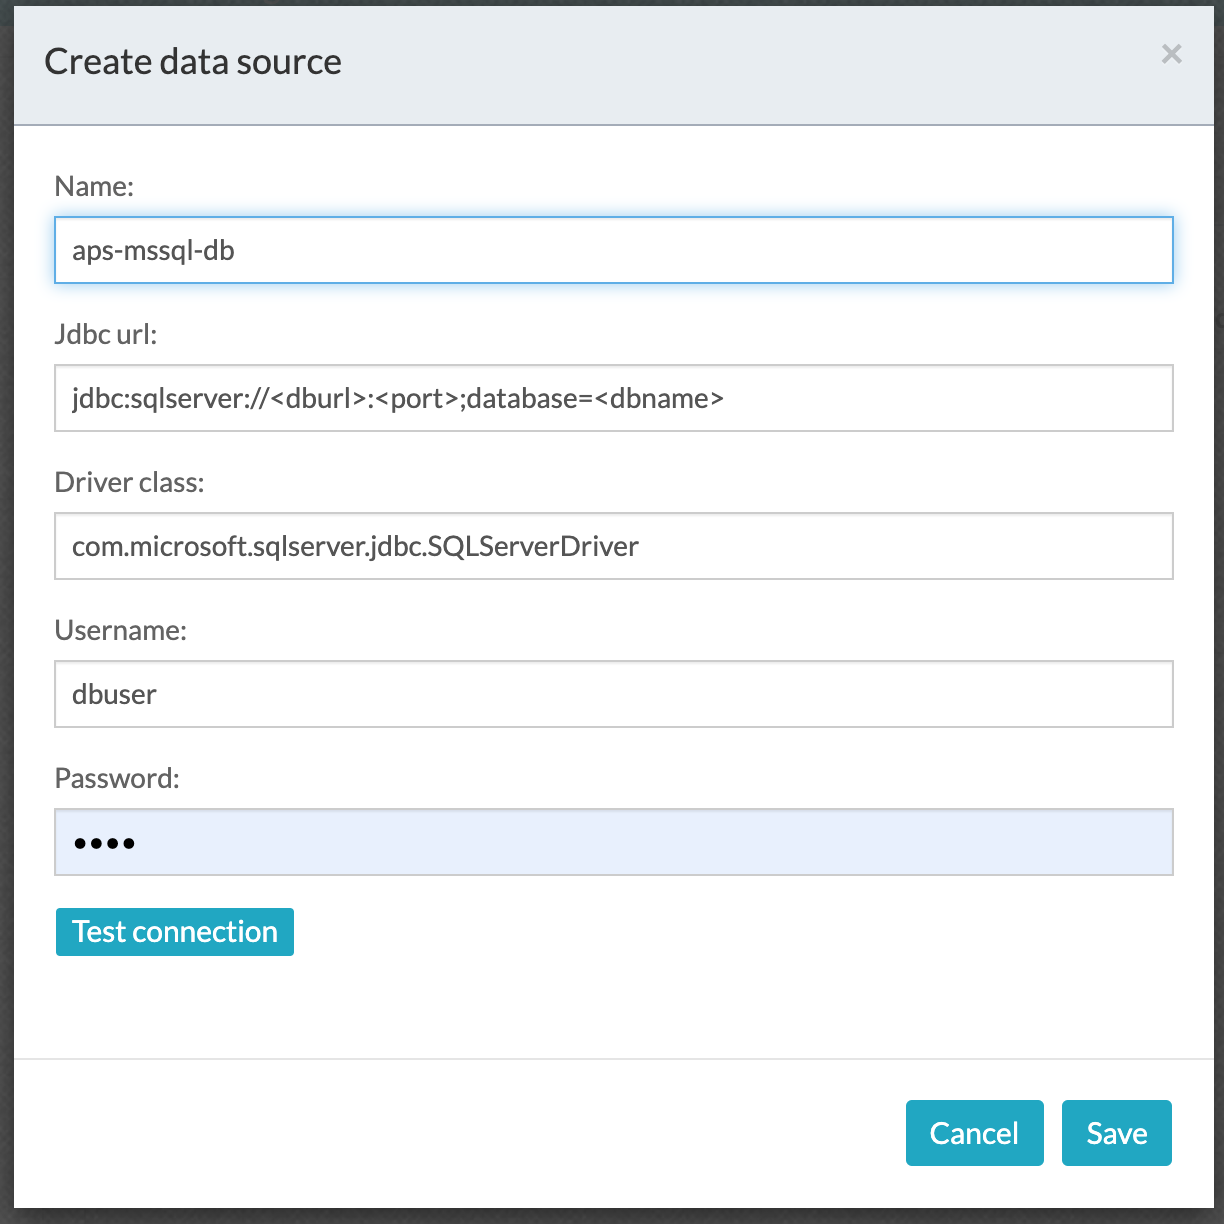 Create data source
×
Name:
aps-mssql-db
Jdbc url:
jdbc:sqlserver://<dburl>:<port>;database=<dbname>
Driver class:
com.microsoft.sqlserver.jdbc.SQLServerDriver
Username:
dbuser
Password:
••••
Test connection
Cancel Save